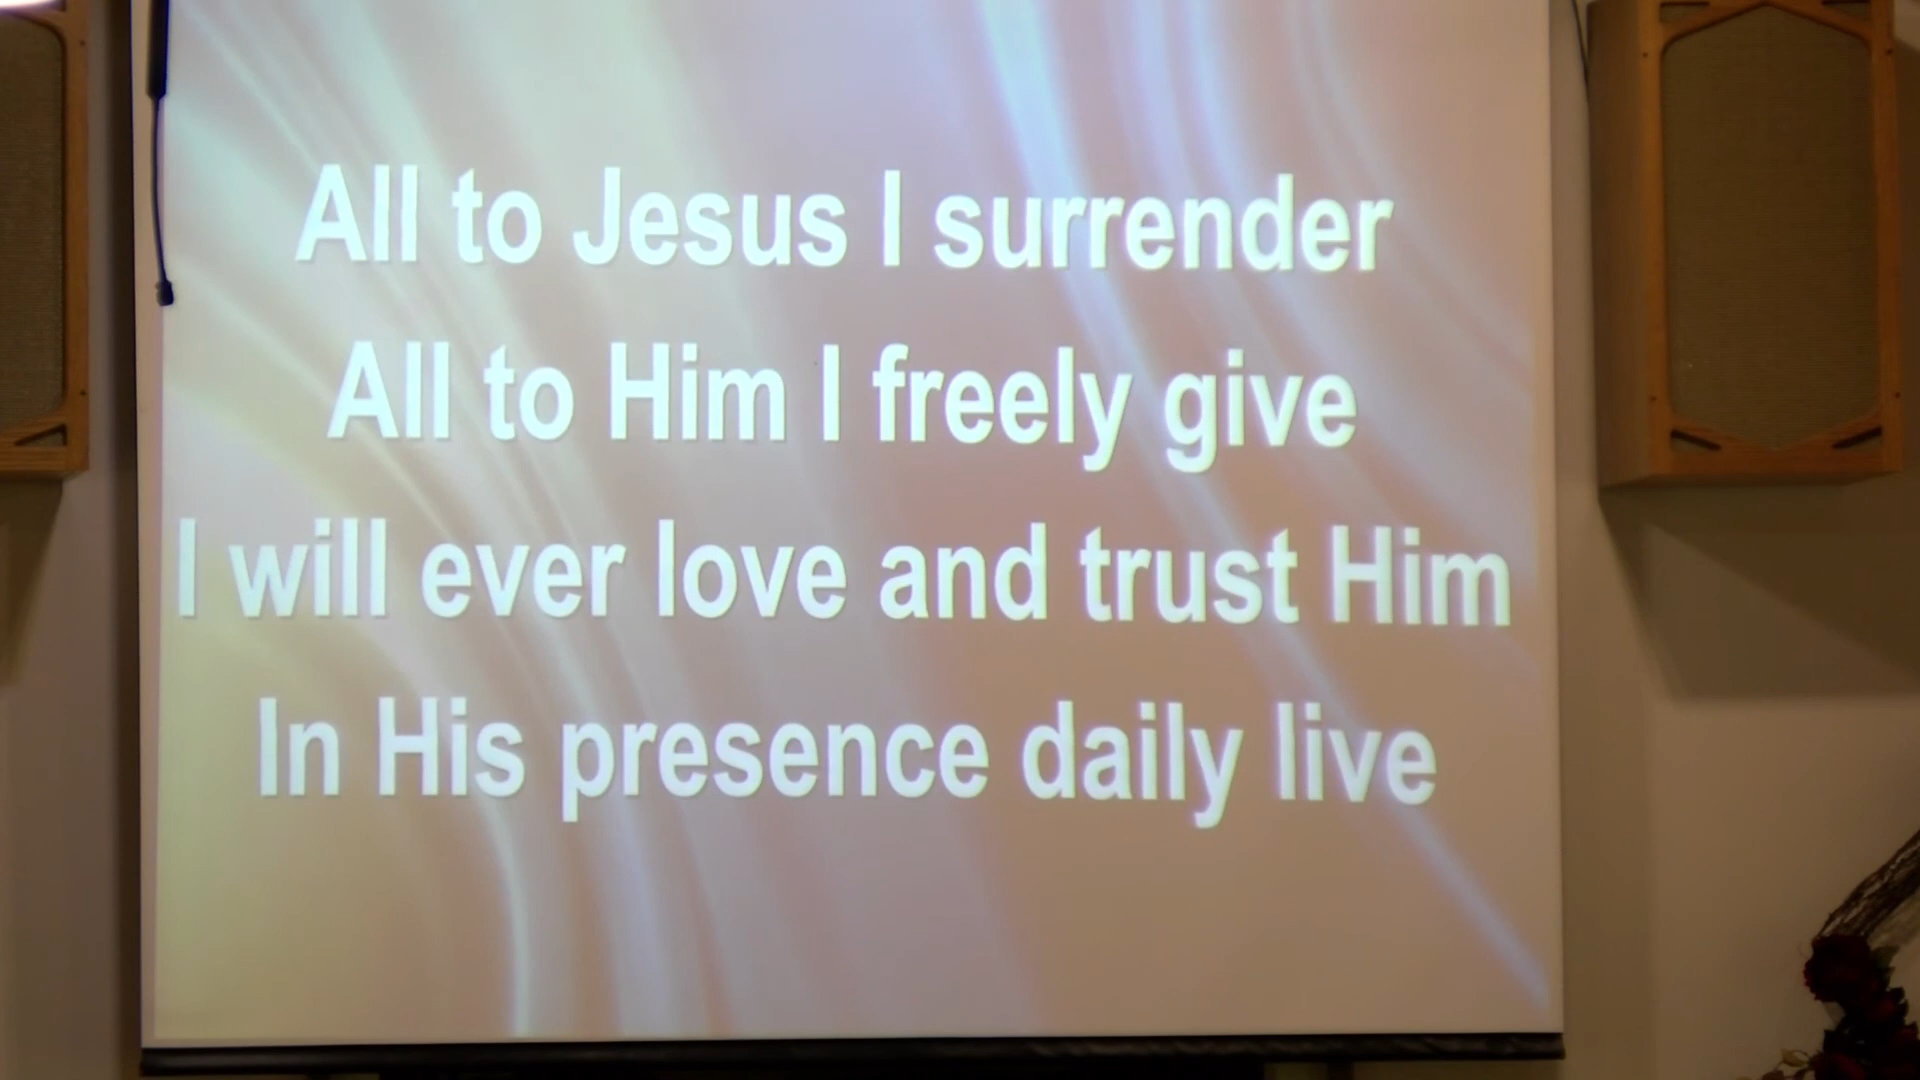 All to Jesus I surrender
All to Him I freely give
I will ever love and trust Him
In His presence daily live